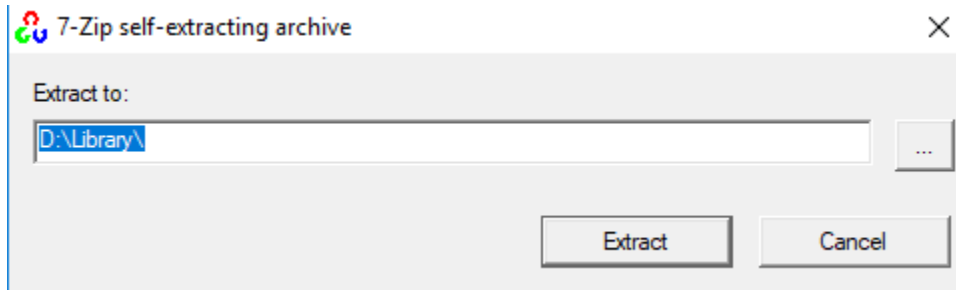 7-Zip self-extracting archive
Extract to:
D:\Library\
...
Extract Cancel